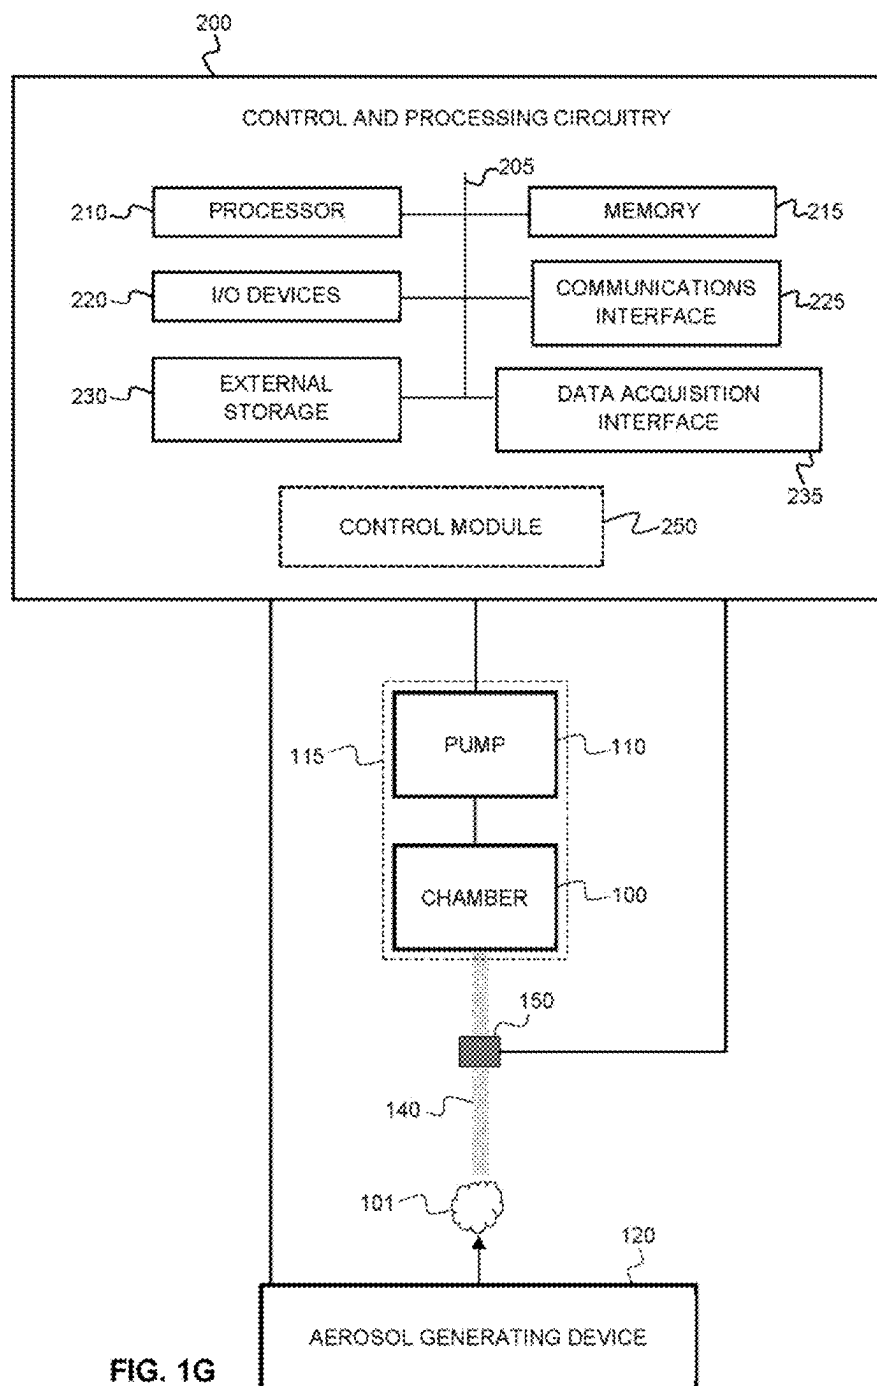 200
CONTROL AND PROCESSING CIRCUITRY
205
210 PROCESSOR MEMORY 215
220 I/O DEVICES COMMUNICATIONS INTERFACE 225
230 EXTERNAL STORAGE DATA ACQUISITION INTERFACE
235
CONTROL MODULE 250
115 PUMP 110
CHAMBER 100
150
140
101
120
AEROSOL GENERATING DEVICE
FIG. 1G